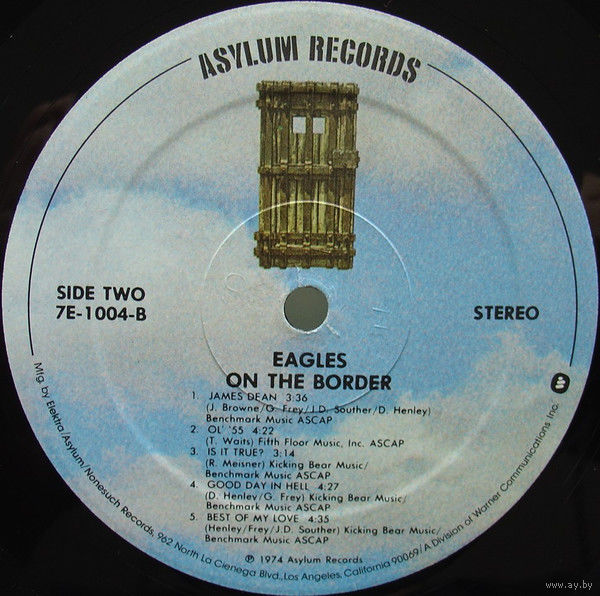 ASYLUM RECORDS
SIDE TWO
7E-1004-B
STEREO
EAGLES
ON THE BORDER
1. JAMES DEAN 3:36
(J. Browne/G. Frey/J.D. Souther/D. Henley)
Benchmark Music ASCAP
2. OL' '55 4:22
(T. Waits) Fifth Floor Music, Inc. ASCAP
3. IS IT TRUE? 3:14
(R. Meisner) Kicking Bear Music/
Benchmark Music ASCAP
4. GOOD DAY IN HELL 4:27
(D. Henley/G. Frey) Kicking Bear Music/
Benchmark Music ASCAP
5. BEST OF MY LOVE 4:35
(Henley/Frey/J.D. Souther) Kicking Bear Music/
Benchmark Music ASCAP
℗ 1974 Asylum Records
Mfg. by Elektra/Asylum/Nonesuch Records, 962 North La Cienega Blvd., Los Angeles, California 90069/A Division of Warner Communications Inc.
www.ay.by